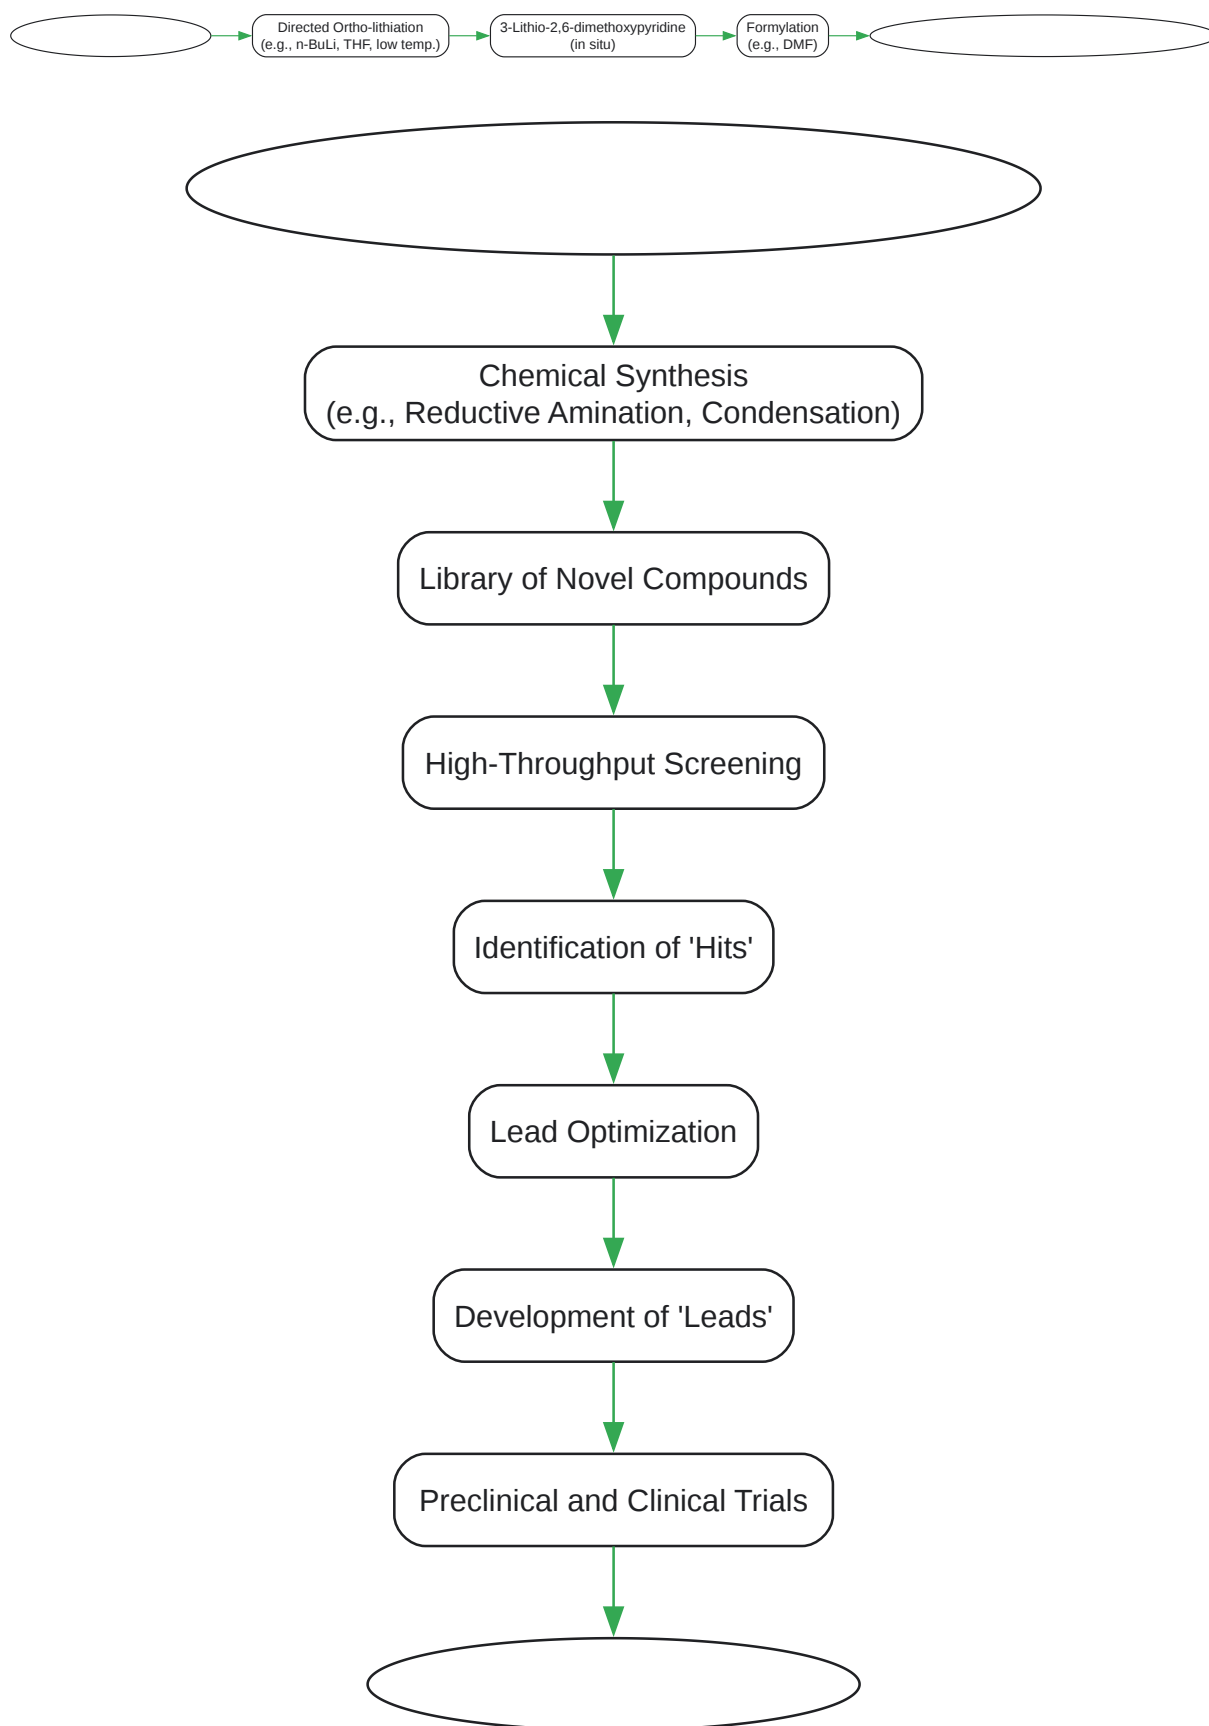 Directed Ortho-lithiation
(e.g., n-BuLi, THF, low temp.)
3-Lithio-2,6-dimethoxypyridine
(in situ)
Formylation
(e.g., DMF)
Chemical Synthesis
(e.g., Reductive Amination, Condensation)
Library of Novel Compounds
High-Throughput Screening
Identification of 'Hits'
Lead Optimization
Development of 'Leads'
Preclinical and Clinical Trials